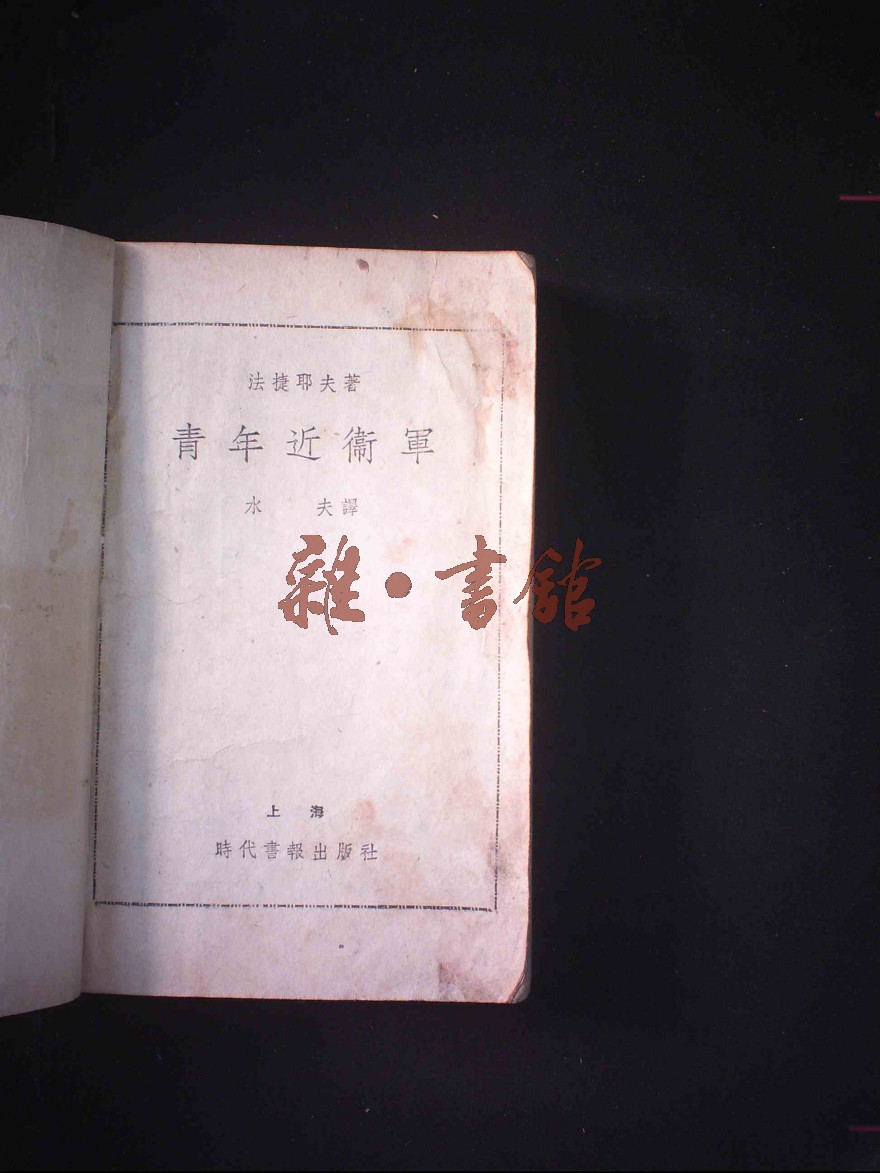 法捷耶夫著
青年近衞軍
水 夫譯
雜·書館
上海
時代書報出版社